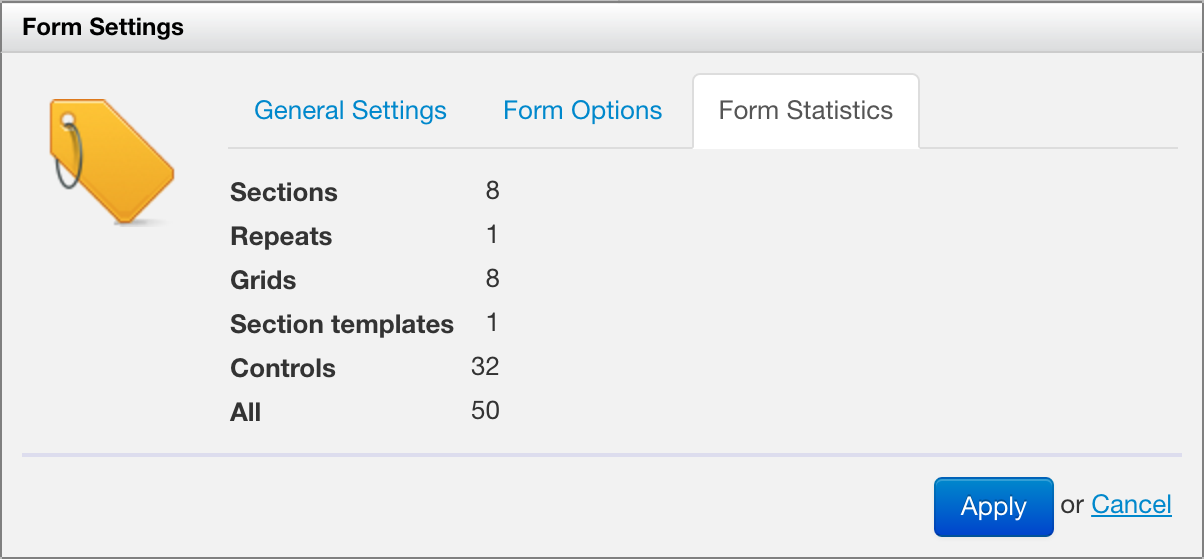 Form Settings
General Settings Form Options Form Statistics
Sections 8
Repeats 1
Grids 8
Section templates 1
Controls 32
All 50
Apply or Cancel